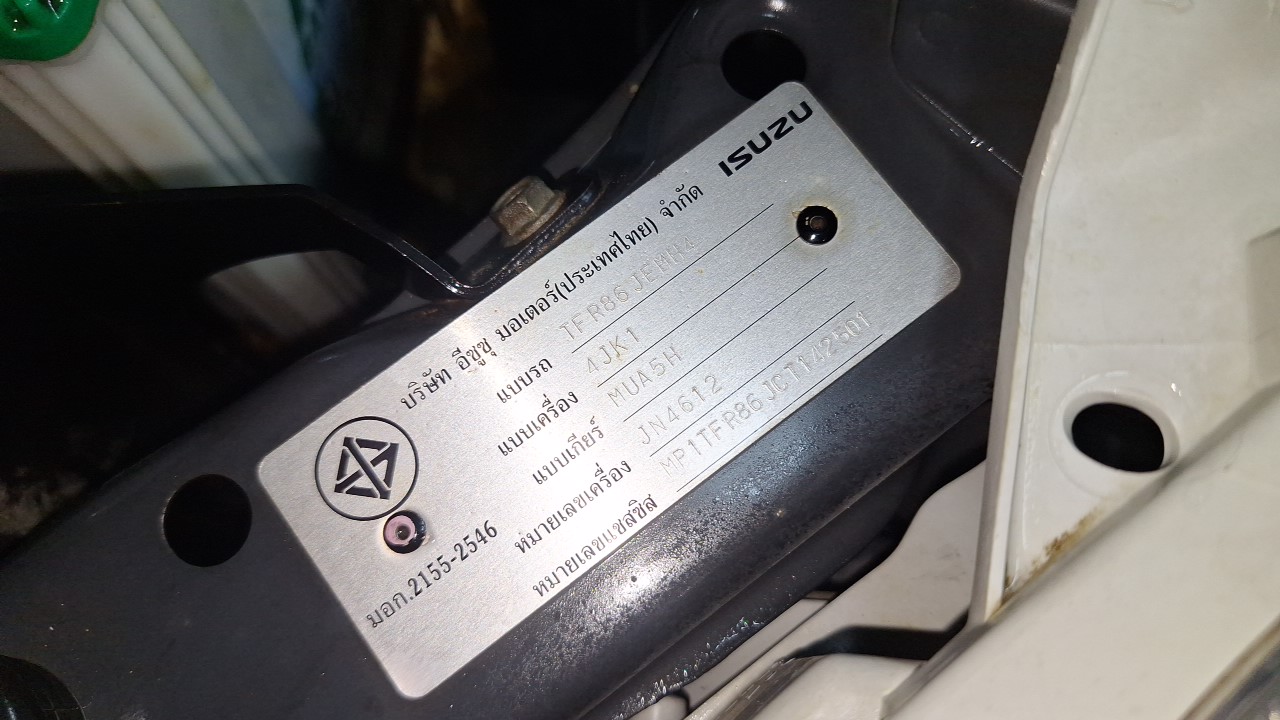 ISUZU
บริษัท อีซูซุ มอเตอร์(ประเทศไทย) จำกัด
แบบรถ TFR86JEMH4
แบบเครื่อง 4JK1
แบบเกียร์ MUA5H
หมายเลขเครื่อง JN4612
หมายเลขแชสซิส MP1TFR86JCT142501
มอก.2155-2546